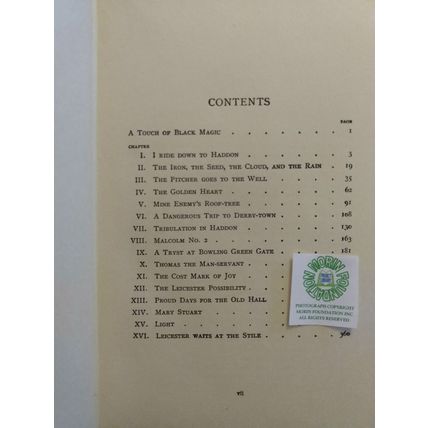 CONTENTS
PAGE
A TOUCH OF BLACK MAGIC . . . . . . . 1
CHAPTER
I. I RIDE DOWN TO HADDON . . . . . . 3
II. THE IRON, THE SEED, THE CLOUD, AND THE RAIN . 19
III. THE PITCHER GOES TO THE WELL . . . . 35
IV. THE GOLDEN HEART . . . . . . . 62
V. MINE ENEMY'S ROOF-TREE . . . . . 91
VI. A DANGEROUS TRIP TO DERBY-TOWN . . . . 108
VII. TRIBULATION IN HADDON . . . . . 130
VIII. MALCOLM NO. 2 . . . . . . . 163
IX. A TRYST AT BOWLING GREEN GATE . . . . 181
X. THOMAS THE MAN-SERVANT . . . .
XI. THE COST MARK OF JOY . . . .
XII. THE LEICESTER POSSIBILITY . . . .
XIII. PROUD DAYS FOR THE OLD HALL . .
XIV. MARY STUART . . . . . .
XV. LIGHT . . . . . . .
XVI. LEICESTER WAITS AT THE STILE . . . . 360
MORIN FOUNDATION
PHOTOGRAPH COPYRIGHT
MORIN FOUNDATION INC
ALL RIGHTS RESERVED
vii